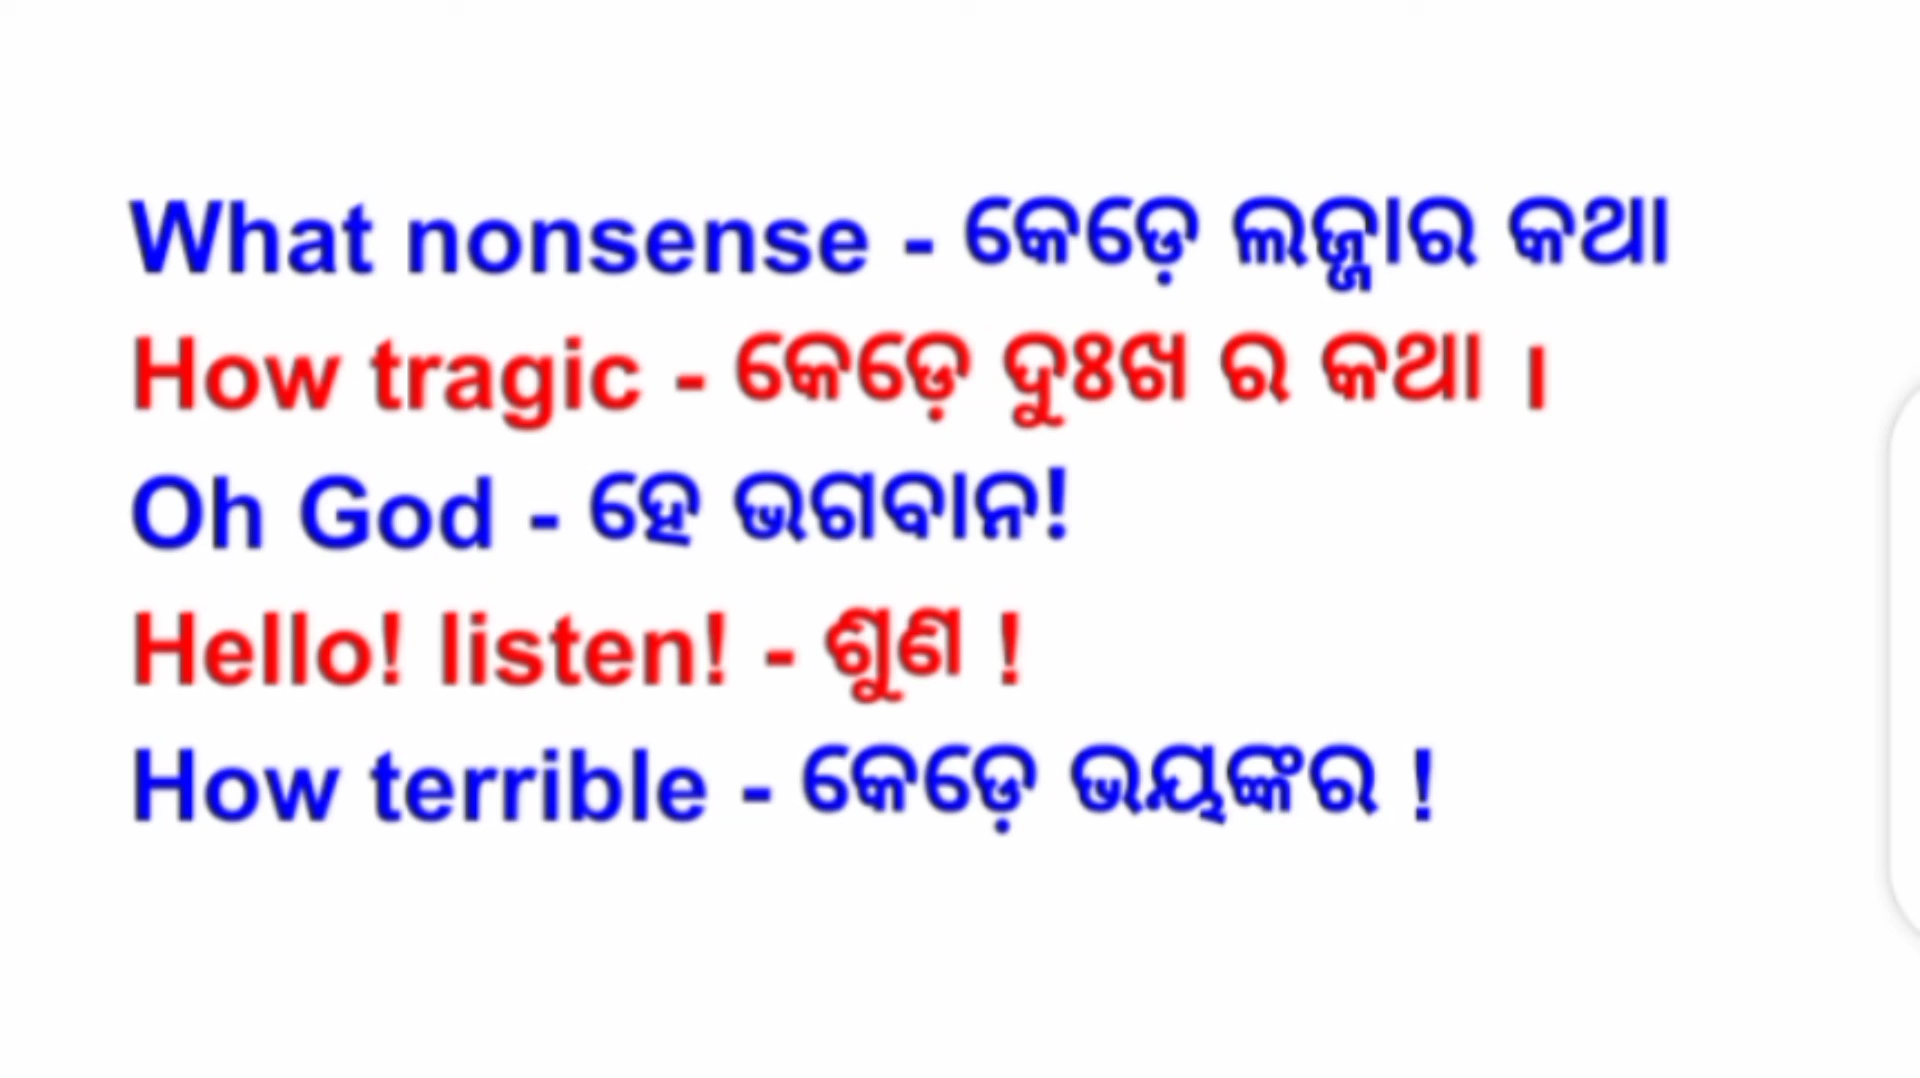 What nonsense - କେଡ଼େ ଲଜ୍ଜାର କଥା
How tragic - କେଡ଼େ ଦୁଃଖ ର କଥା ।
Oh God - ହେ ଭଗବାନ!
Hello! listen! - ଶୁଣ !
How terrible - କେଡ଼େ ଭୟଙ୍କର !